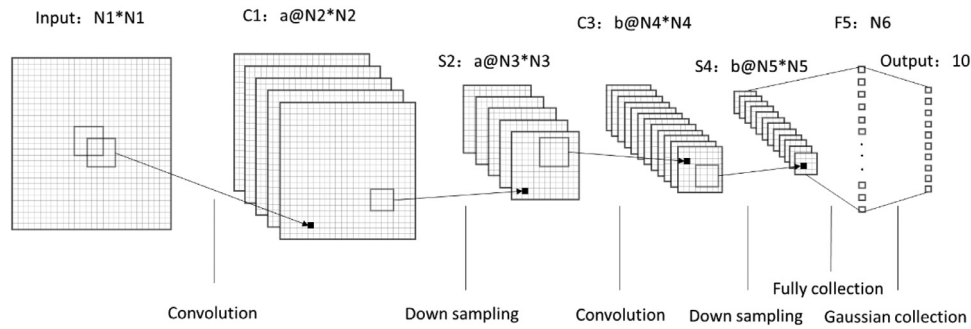 Input: N1*N1
C1: a@N2*N2
S2: a@N3*N3
C3: b@N4*N4
S4: b@N5*N5
F5: N6
Output: 10
Convolution
Down sampling
Convolution
Down sampling
Fully collection
Gaussian collection